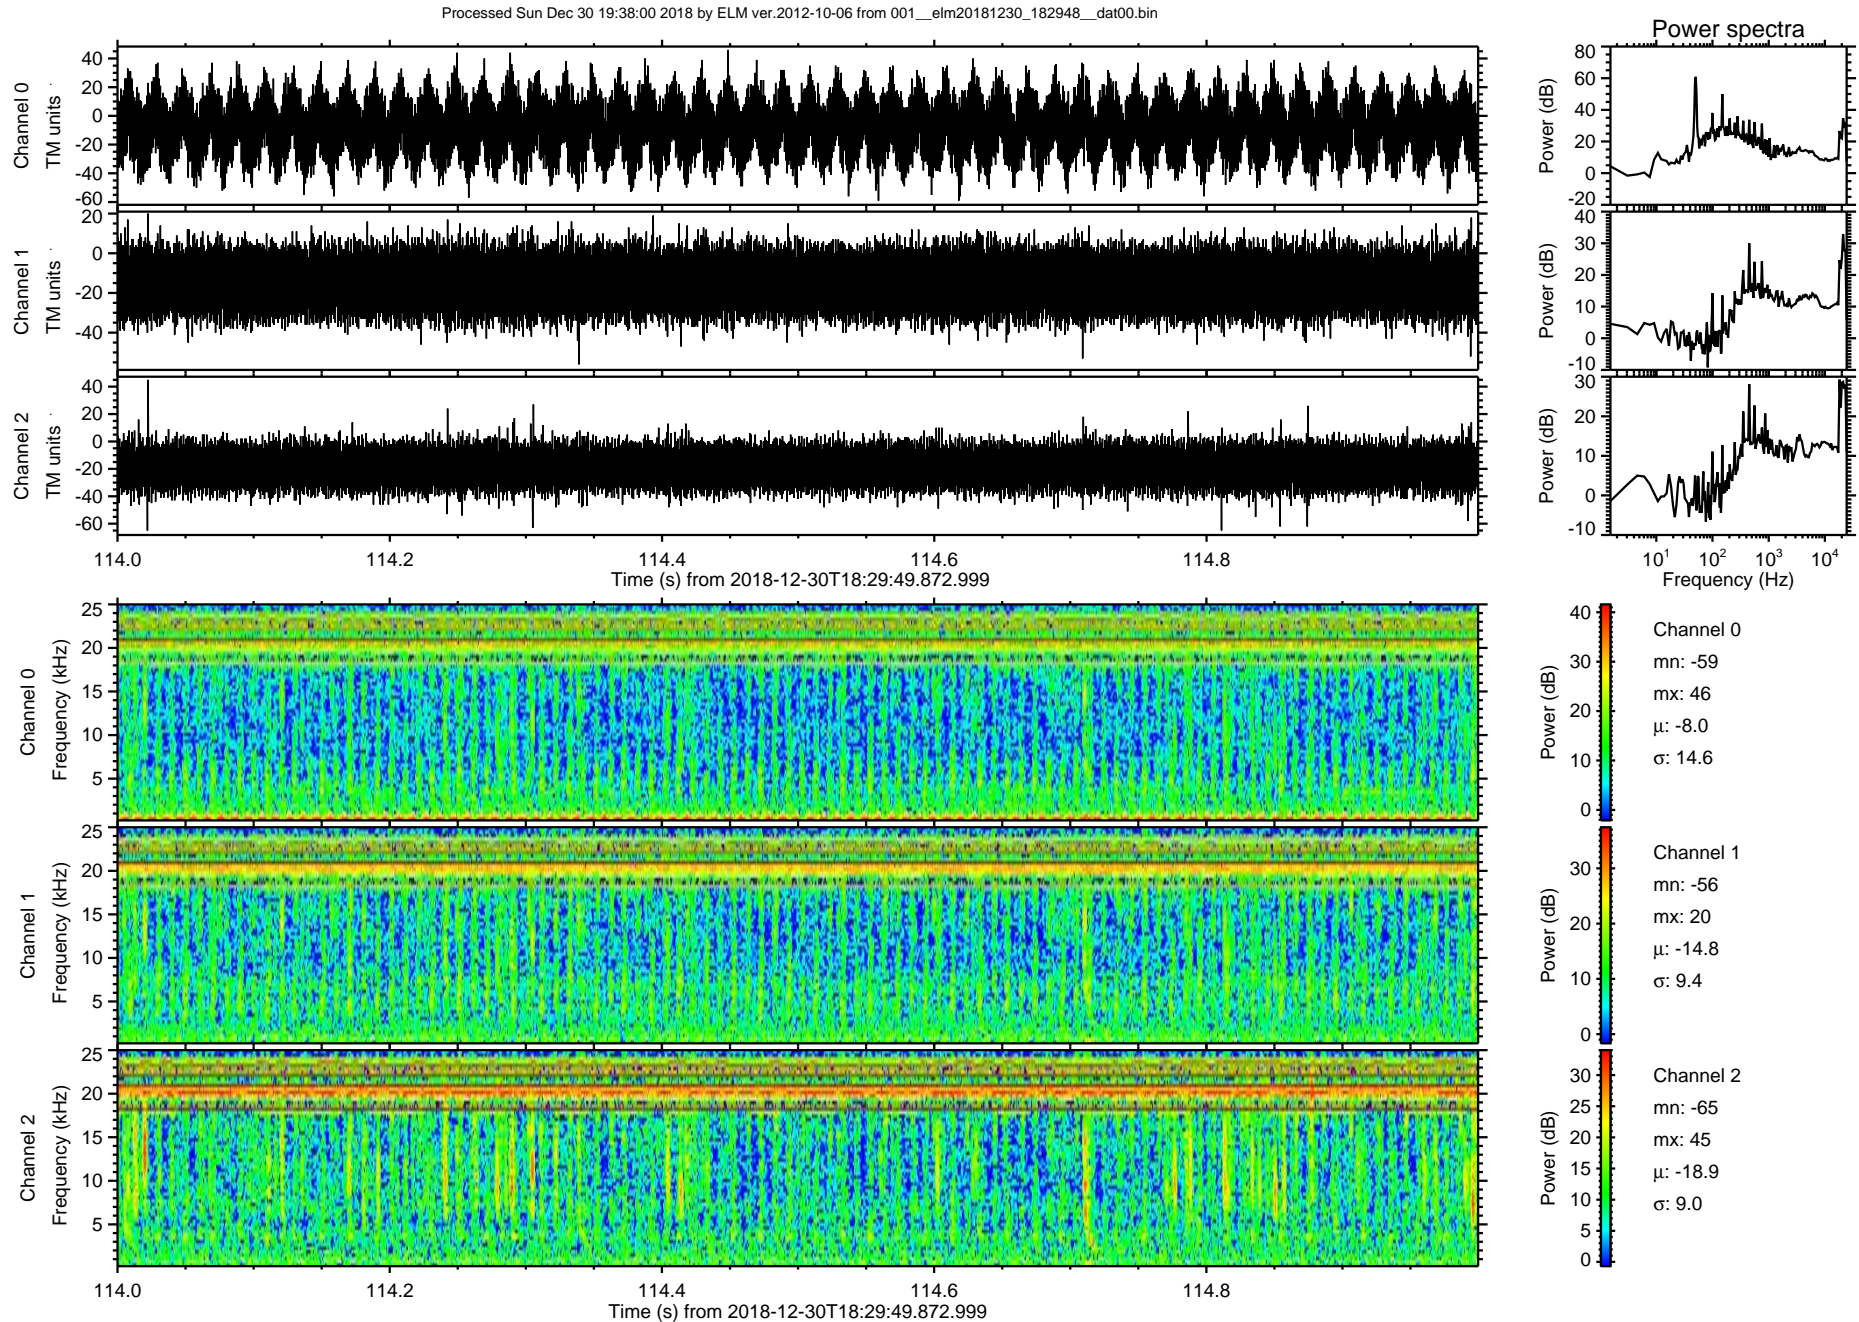 Processed Sun Dec 30 19:38:00 2018 by ELM ver.2012-10-06 from 001__elm20181230_182948__dat00.bin
Power spectra
Channel 0
TM units
40
20
0
-20
-40
-60
Power (dB)
80
60
40
20
0
-20
Channel 1
TM units
20
0
-20
-40
Power (dB)
40
30
20
10
0
-10
Channel 2
TM units
40
20
0
-20
-40
-60
Power (dB)
30
20
10
0
-10
114.0 114.2 114.4 114.6 114.8
Time (s) from 2018-12-30T18:29:49.872.999
10^1 10^2 10^3 10^4
Frequency (Hz)
Channel 0
Frequency (kHz)
25
20
15
10
5
Power (dB)
40
30
20
10
0
Channel 0
mn: -59
mx: 46
μ: -8.0
σ: 14.6
Channel 1
Frequency (kHz)
25
20
15
10
5
Power (dB)
30
20
10
0
Channel 1
mn: -56
mx: 20
μ: -14.8
σ: 9.4
Channel 2
Frequency (kHz)
25
20
15
10
5
Power (dB)
30
25
20
15
10
5
0
Channel 2
mn: -65
mx: 45
μ: -18.9
σ: 9.0
114.0 114.2 114.4 114.6 114.8
Time (s) from 2018-12-30T18:29:49.872.999